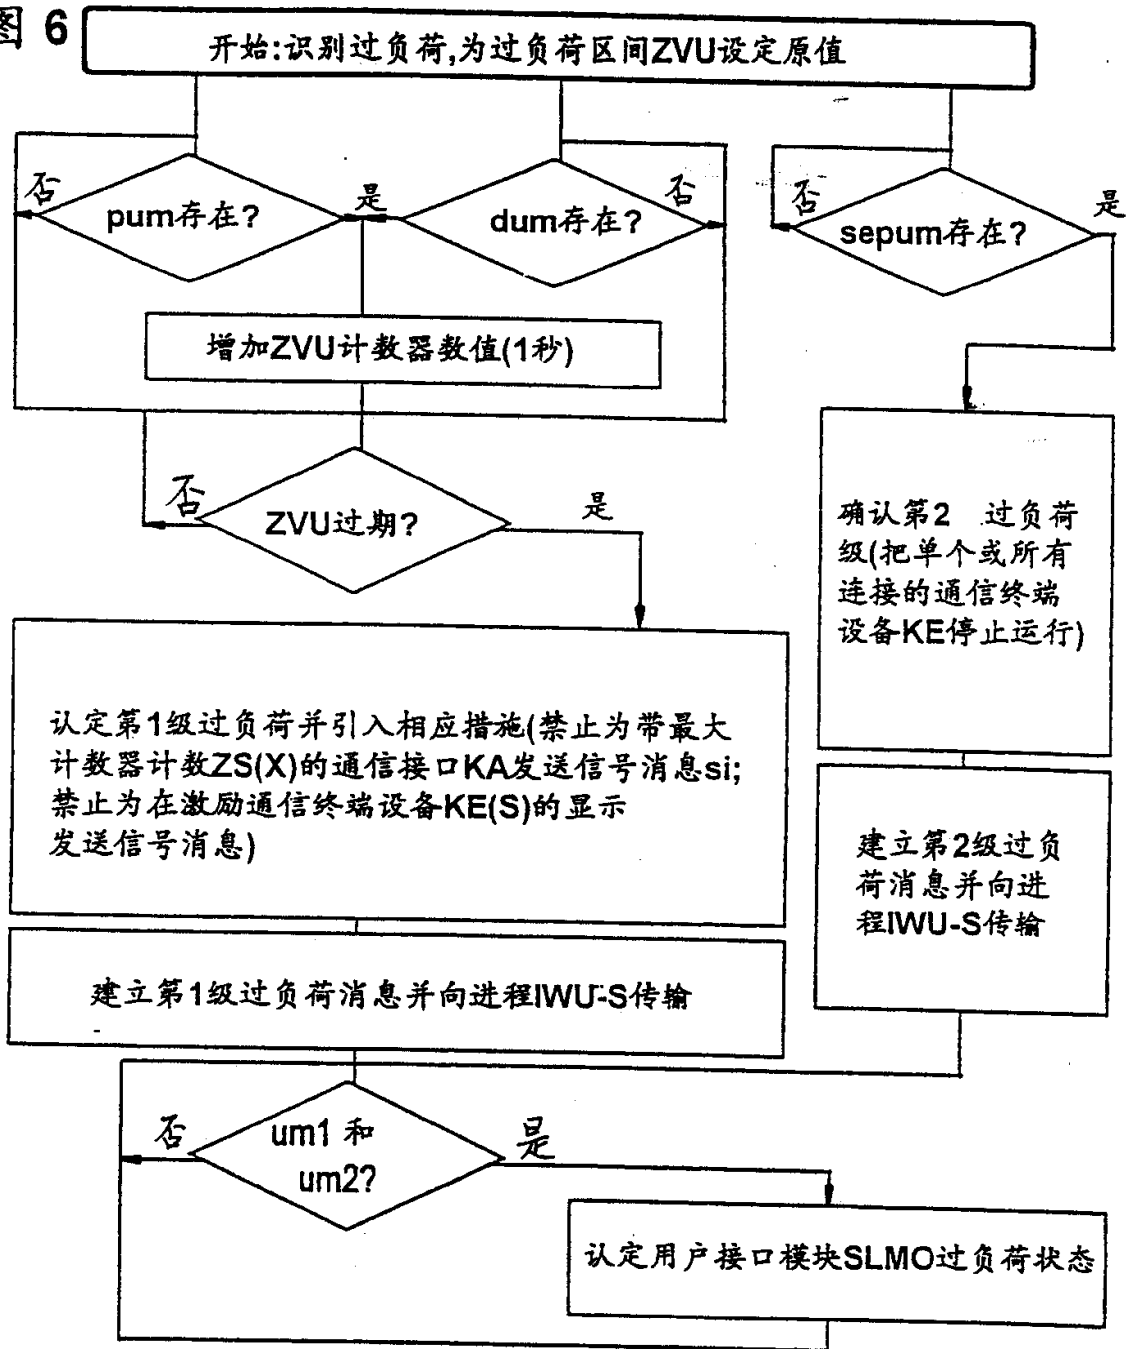 图 6
开始:识别过负荷,为过负荷区间ZVU设定原值
否
pum存在?
是
dum存在?
否
否
sepum存在?
是
增加ZVU计数器数值(1秒)
否
ZVU过期?
是
确认第2 过负荷
级(把单个或所有
连接的通信终端
设备KE停止运行)
认定第1级过负荷并引入相应措施(禁止为带最大
计数器计数ZS(X)的通信接口KA发送信号消息si;
禁止为在激励通信终端设备KE(S)的显示
发送信号消息)
建立第2级过负
荷消息并向进
程IWU-S传输
建立第1级过负荷消息并向进程IWU-S传输
否
um1 和
um2?
是
认定用户接口模块SLMO过负荷状态